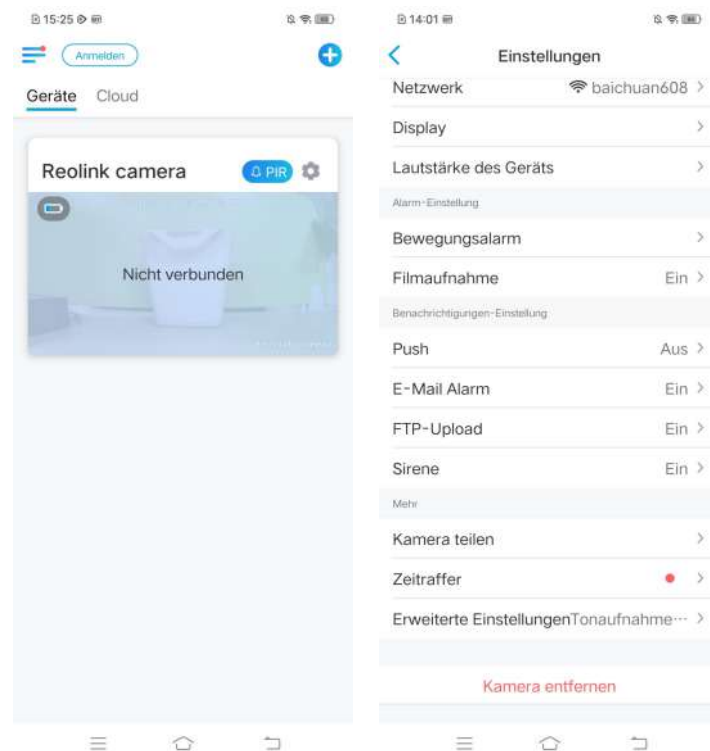 15:25
Anmelden
Geräte Cloud
Reolink camera
PIR
Nicht verbunden
14:01
Einstellungen
Netzwerk baichuan608
Display
Lautstärke des Geräts
Alarm-Einstellung
Bewegungsalarm
Filmaufnahme Ein
Benachrichtigungen-Einstellung
Push Aus
E-Mail Alarm Ein
FTP-Upload Ein
Sirene Ein
Mehr
Kamera teilen
Zeitraffer
Erweiterte EinstellungenTonaufnahme···
Kamera entfernen